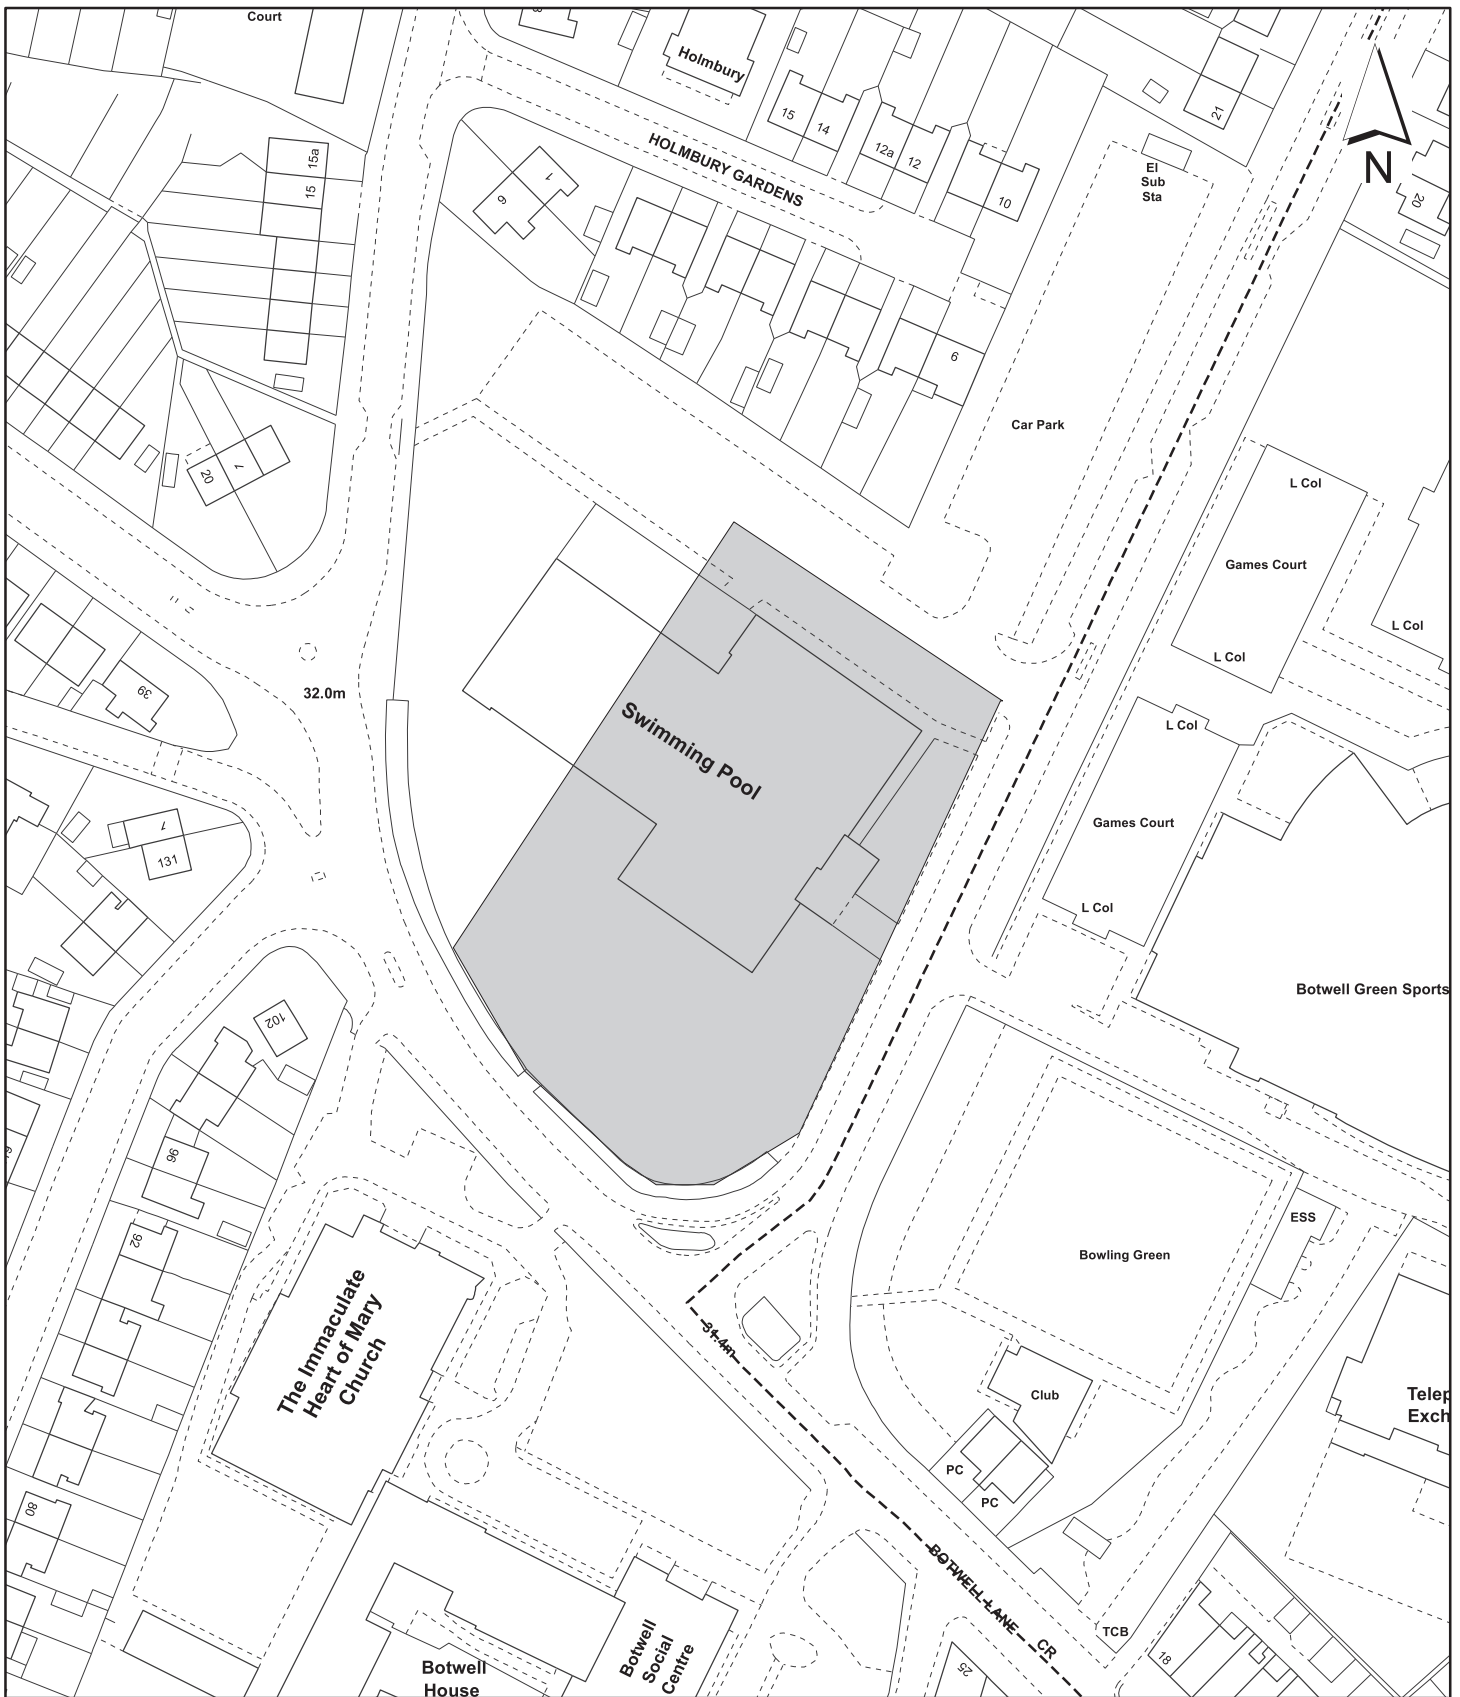 Court
Holmbury
15
14
12a
12
10
21
HOLMBURY GARDENS
El
Sub
Sta
N
20
15a
15
1
9
6
Car Park
20
7
L Col
Games Court
L Col
L Col
39
32.0m
Swimming Pool
L Col
Games Court
L Col
7
131
Botwell Green Sports
102
96
92
ESS
Bowling Green
The Immaculate
Heart of Mary
Church
31.4m
Club
Telep
Exch
PC
PC
80
BOTWELL LANE
CR
TCB
18
25
Botwell
Social
Centre
Botwell
House